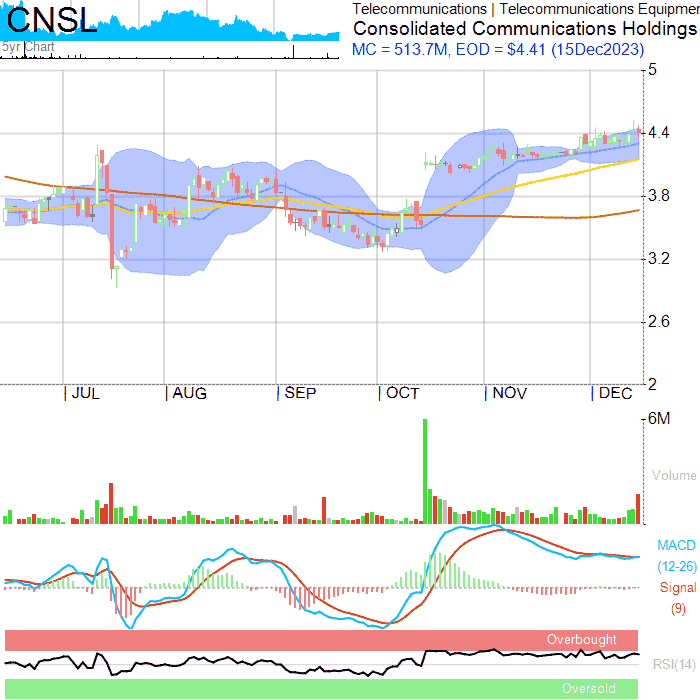 CNSL
Telecommunications | Telecommunications Equipmen
Consolidated Communications Holdings
5yr Chart
MC = 513.7M, EOD = $4.41 (15Dec2023)
5
4.4
3.8
3.2
2.6
2
JUL AUG SEP OCT NOV DEC
6M
Volume
MACD
(12-26)
Signal
(9)
Overbought
RSI(14)
Oversold